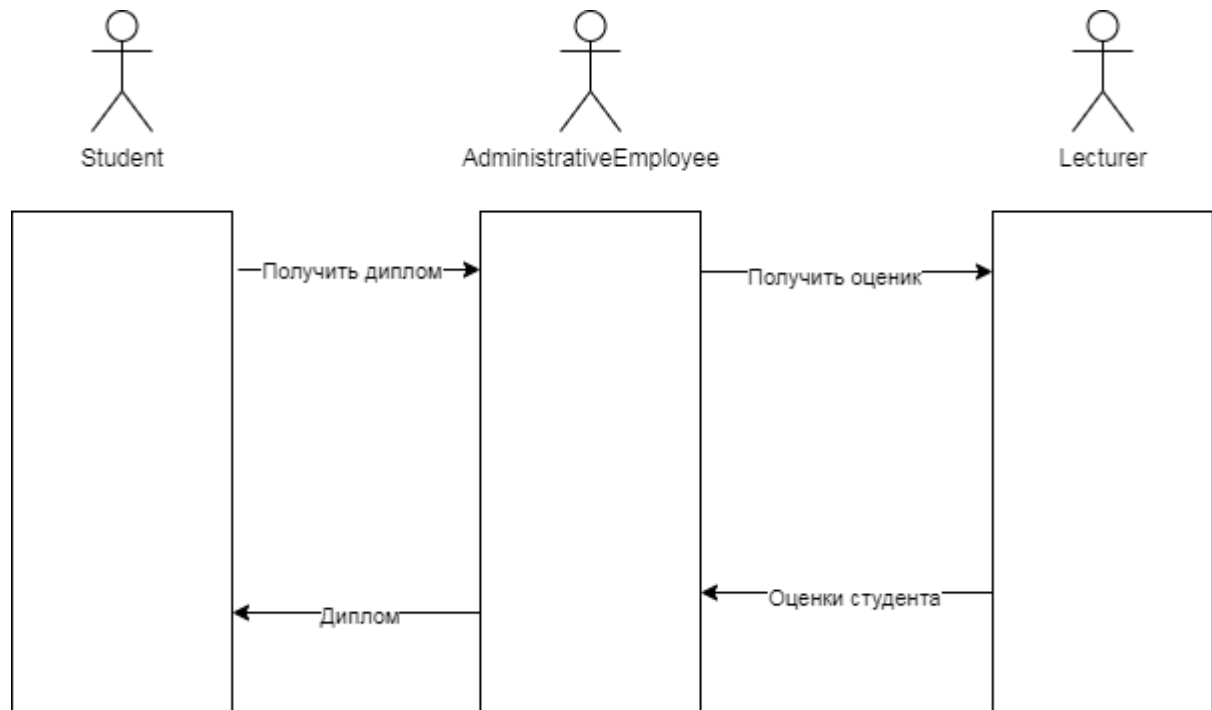 Student
AdministrativeEmployee
Lecturer
Получить диплом
Получить оценик
Оценки студента
Диплом